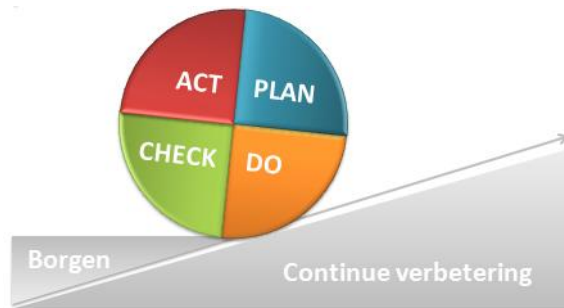 ACT
PLAN
CHECK
DO
Borgen
Continue verbetering